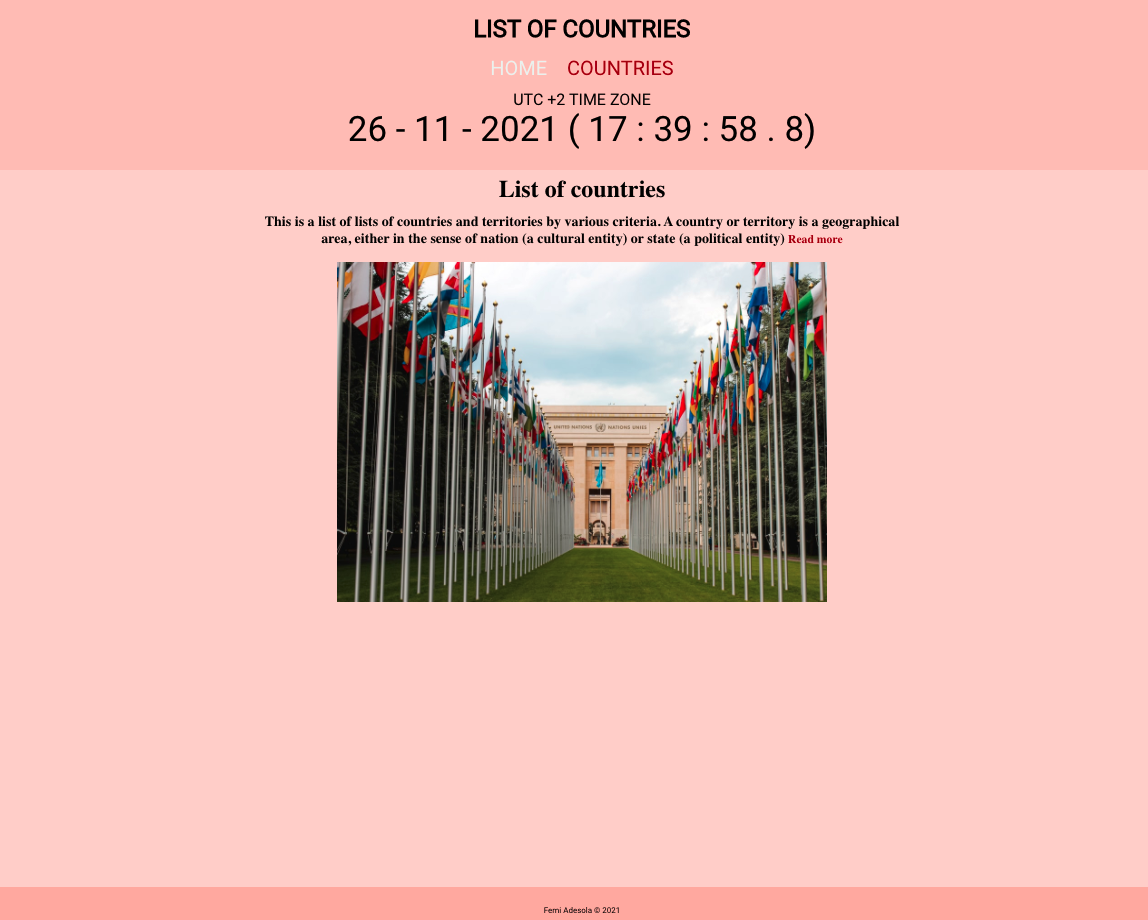 LIST OF COUNTRIES
HOME COUNTRIES
UTC +2 TIME ZONE
26 - 11 - 2021 ( 17 : 39 : 58 . 8)
List of countries
This is a list of lists of countries and territories by various criteria. A country or territory is a geographical
area, either in the sense of nation (a cultural entity) or state (a political entity) Read more
UNITED NATIONS NATIONS UNIES
Femi Adesola © 2021